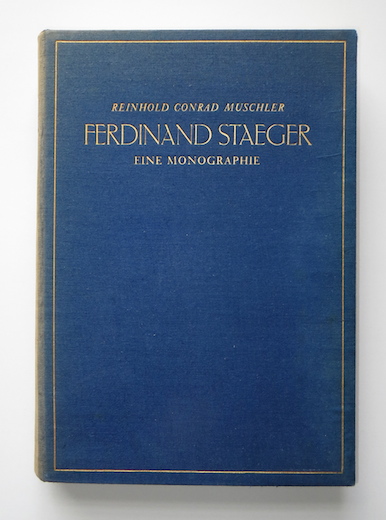 REINHOLD CONRAD MUSCHLER
FERDINAND STAEGER
EINE MONOGRAPHIE